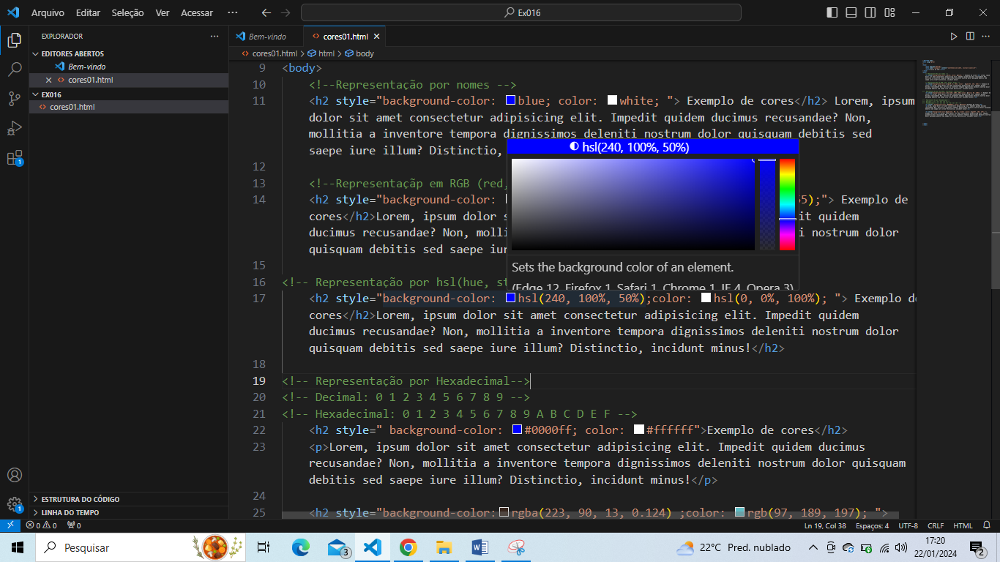 Arquivo Editar Seleção Ver Acessar ··· Ex016
EXPLORADOR
EDITORES ABERTOS
Bem-vindo
cores01.html
EX016
cores01.html
ESTRUTURA DO CÓDIGO
LINHA DO TEMPO
Bem-vindo cores01.html
cores01.html > html > body
9 <body>
10 <!--Representação por nomes -->
11 <h2 style="background-color: blue; color: white; "> Exemplo de cores</h2> Lorem, ipsum
dolor sit amet consectetur adipisicing elit. Impedit quidem ducimus recusandae? Non,
mollitia a inventore tempora dignissimos deleniti nostrum dolor quisquam debitis sed
saepe iure illum? Distinctio,
12
13 <!--Representaçãp em RGB (red,
14 <h2 style="background-color: 55);"> Exemplo de
cores</h2>Lorem, ipsum dolor s it quidem
ducimus recusandae? Non, molli i nostrum dolor
quisquam debitis sed saepe iur
15
16 <!-- Representação por hsl(hue, st
hsl(240, 100%, 50%)
Sets the background color of an element.
(Edge 12, Firefox 1, Safari 1, Chrome 1, IE 4, Opera 3)
17 <h2 style="background-color: hsl(240, 100%, 50%);color: hsl(0, 0%, 100%); "> Exemplo de
cores</h2>Lorem, ipsum dolor sit amet consectetur adipisicing elit. Impedit quidem
ducimus recusandae? Non, mollitia a inventore tempora dignissimos deleniti nostrum dolor
quisquam debitis sed saepe iure illum? Distinctio, incidunt minus!</h2>
18
19 <!-- Representação por Hexadecimal-->
20 <!-- Decimal: 0 1 2 3 4 5 6 7 8 9 -->
21 <!-- Hexadecimal: 0 1 2 3 4 5 6 7 8 9 A B C D E F -->
22 <h2 style=" background-color: #0000ff; color: #ffffff">Exemplo de cores</h2>
23 <p>Lorem, ipsum dolor sit amet consectetur adipisicing elit. Impedit quidem ducimus
recusandae? Non, mollitia a inventore tempora dignissimos deleniti nostrum dolor quisquam
debitis sed saepe iure illum? Distinctio, incidunt minus!</p>
24
25 <h2 style="background-color: rgba(223, 90, 13, 0.124) ;color: rgb(97, 189, 197); ">
0 0 0 Ln 19, Col 38 Espaços: 4 UTF-8 CRLF HTML
Pesquisar 3 22°C Pred. nublado 17:20
22/01/2024 2